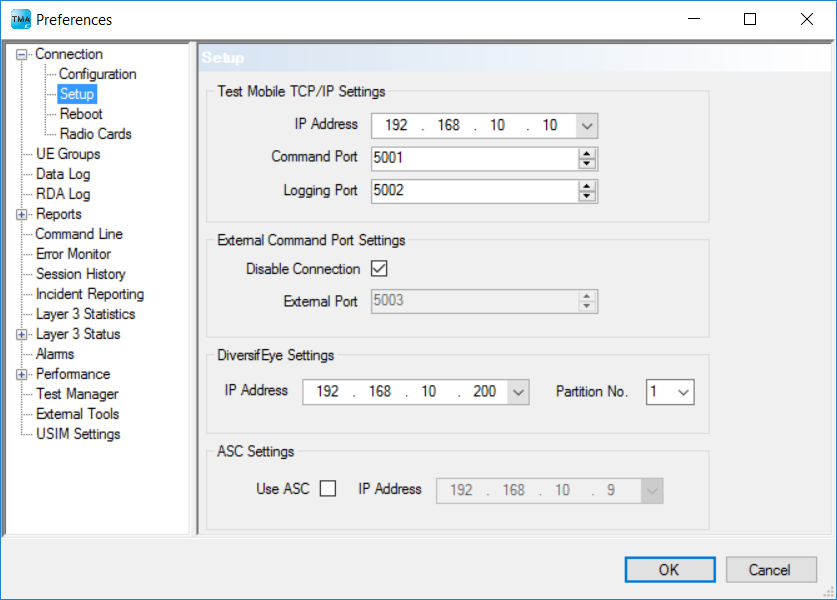 TMA Preferences
Connection
Configuration
Setup
Reboot
Radio Cards
UE Groups
Data Log
RDA Log
Reports
Command Line
Error Monitor
Session History
Incident Reporting
Layer 3 Statistics
Layer 3 Status
Alarms
Performance
Test Manager
External Tools
USIM Settings
Setup
Test Mobile TCP/IP Settings
IP Address 192 . 168 . 10 . 10
Command Port 5001
Logging Port 5002
External Command Port Settings
Disable Connection
External Port 5003
DiversifEye Settings
IP Address 192 . 168 . 10 . 200 Partition No. 1
ASC Settings
Use ASC IP Address 192 . 168 . 10 . 9
OK Cancel